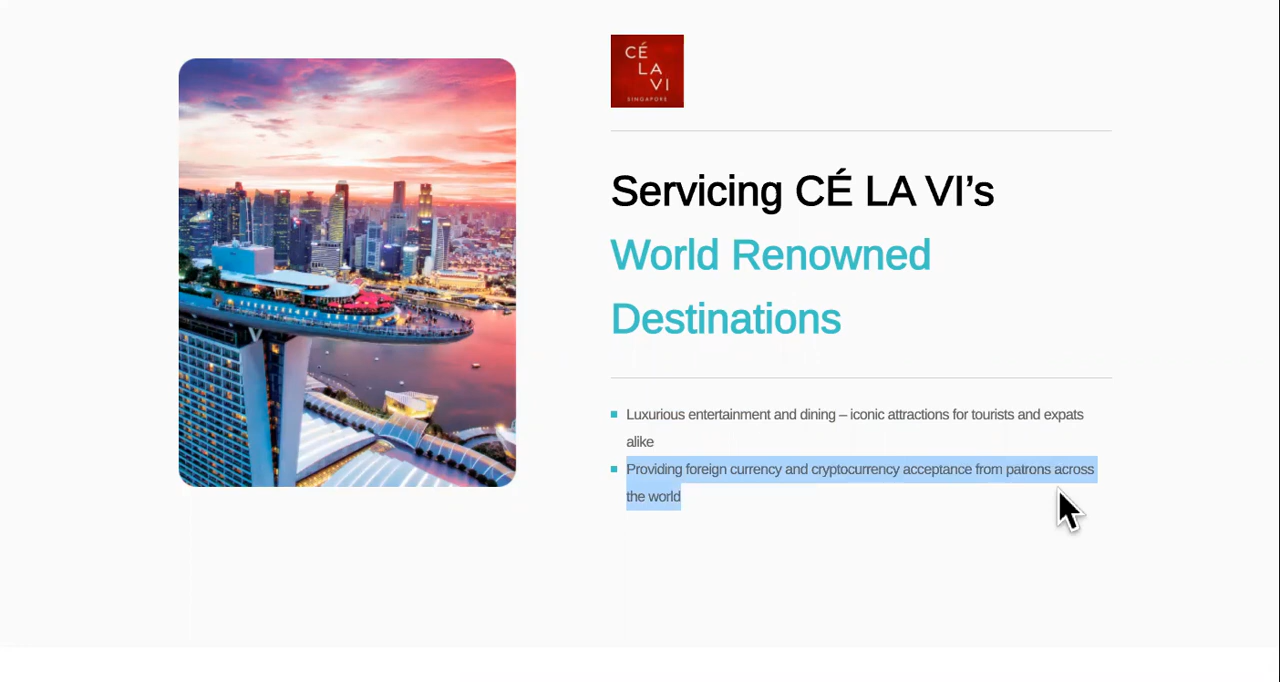 CÉ
LA
VI
SINGAPORE
Servicing CÉ LA VI’s
World Renowned
Destinations
Luxurious entertainment and dining – iconic attractions for tourists and expats
alike
Providing foreign currency and cryptocurrency acceptance from patrons across
the world